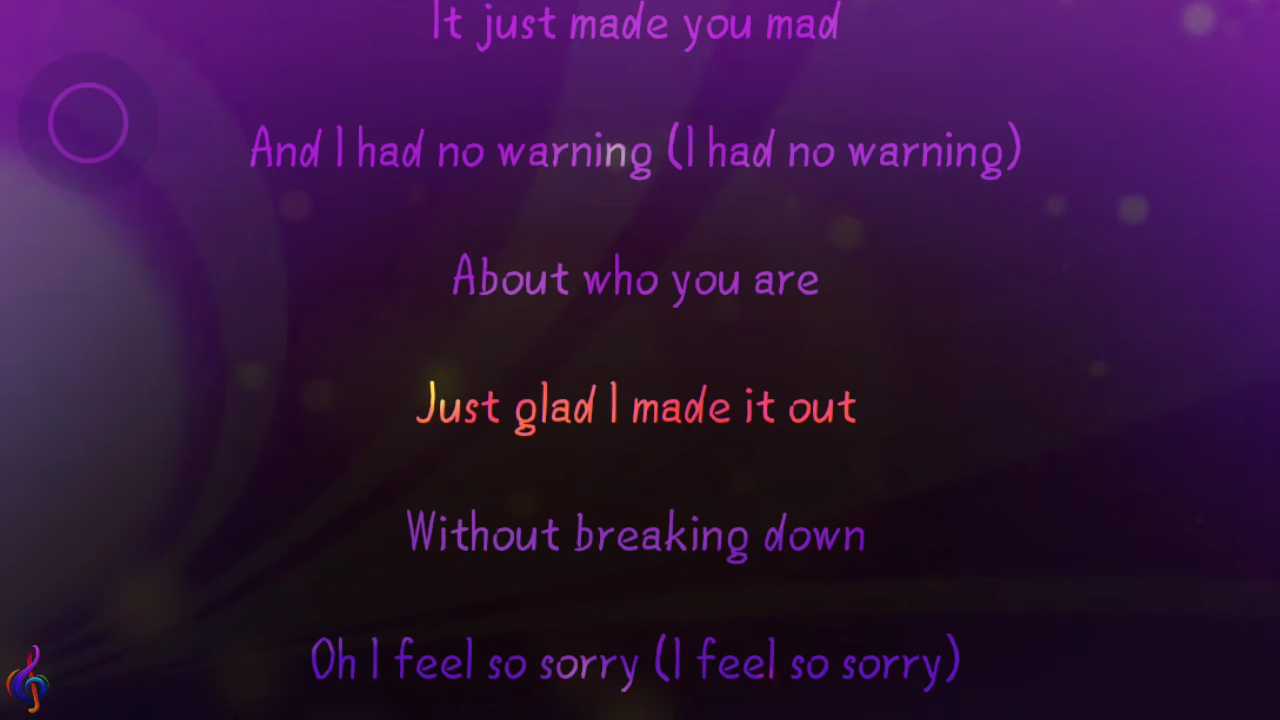 It just made you mad
And I had no warning (I had no warning)
About who you are
Just glad I made it out
Without breaking down
Oh I feel so sorry (I feel so sorry)